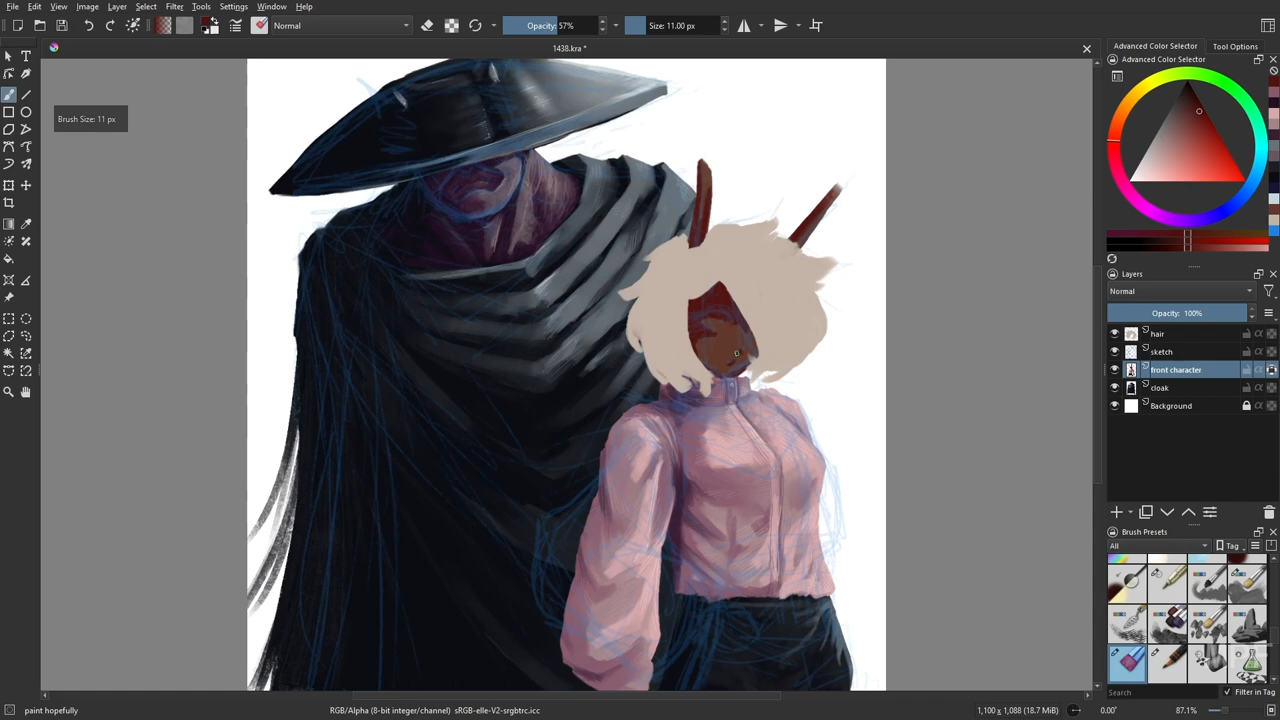 File Edit View Image Layer Select Filter Tools Settings Window Help
Normal Opacity: 57% Size: 11.00 px
1438.kra *
Advanced Color Selector Tool Options
Advanced Color Selector
Brush Size: 11 px
Layers
Normal
Opacity: 100%
hair
sketch
front character
cloak
Background
Brush Presets
All Tag
Search Filter in Tag
paint hopefully RGB/Alpha (8-bit integer/channel) sRGB-elle-V2-srgbtrc.icc 1,100 x 1,088 (18.7 MiB) 0.00° 87.1%